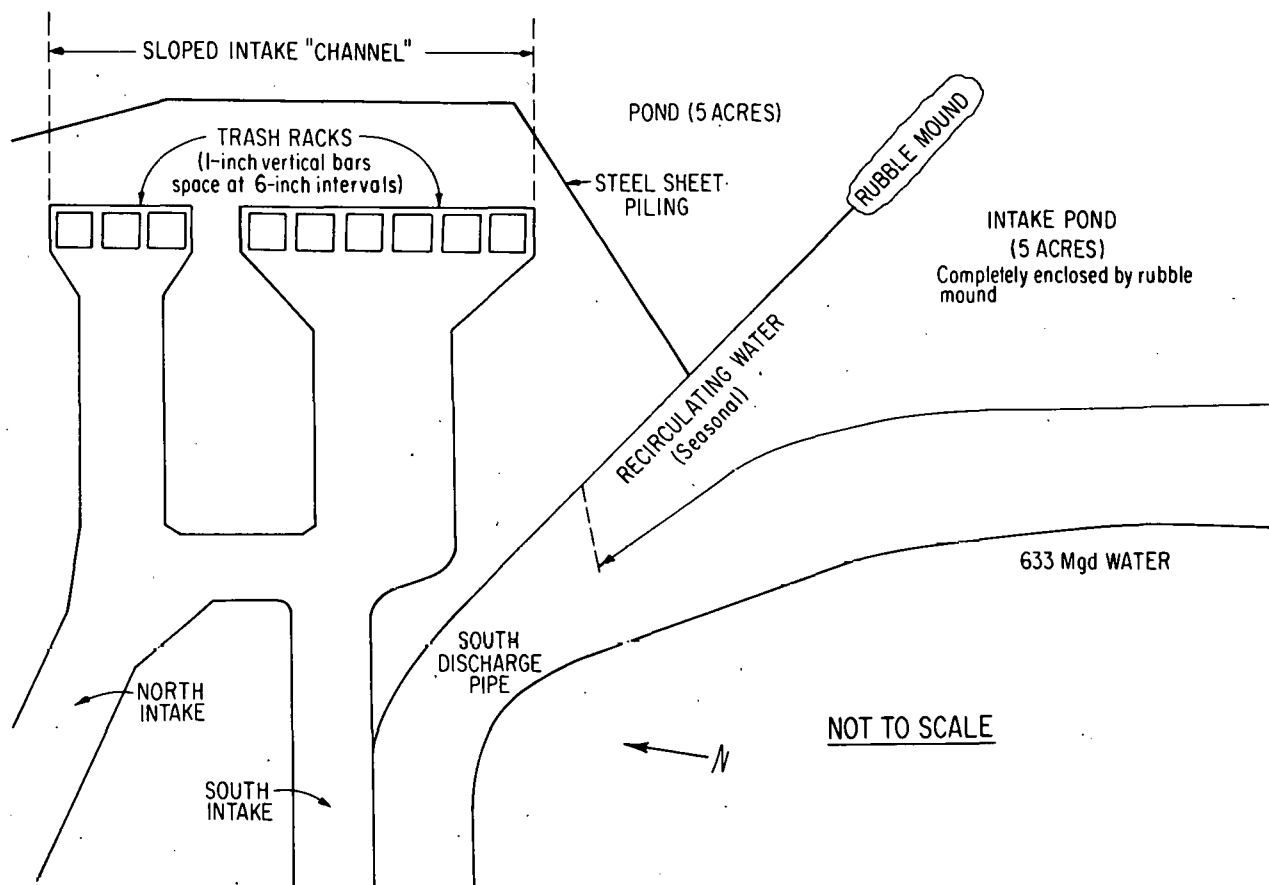 SLOPED INTAKE "CHANNEL"
TRASH RACKS
(1-inch vertical bars
space at 6-inch intervals)
POND (5 ACRES)
STEEL SHEET
PILING
RUBBLE MOUND
INTAKE POND
(5 ACRES)
Completely enclosed by rubble
mound
RECIRCULATING WATER
(Seasonal)
633 Mgd WATER
SOUTH
DISCHARGE
PIPE
NORTH
INTAKE
SOUTH
INTAKE
N
NOT TO SCALE